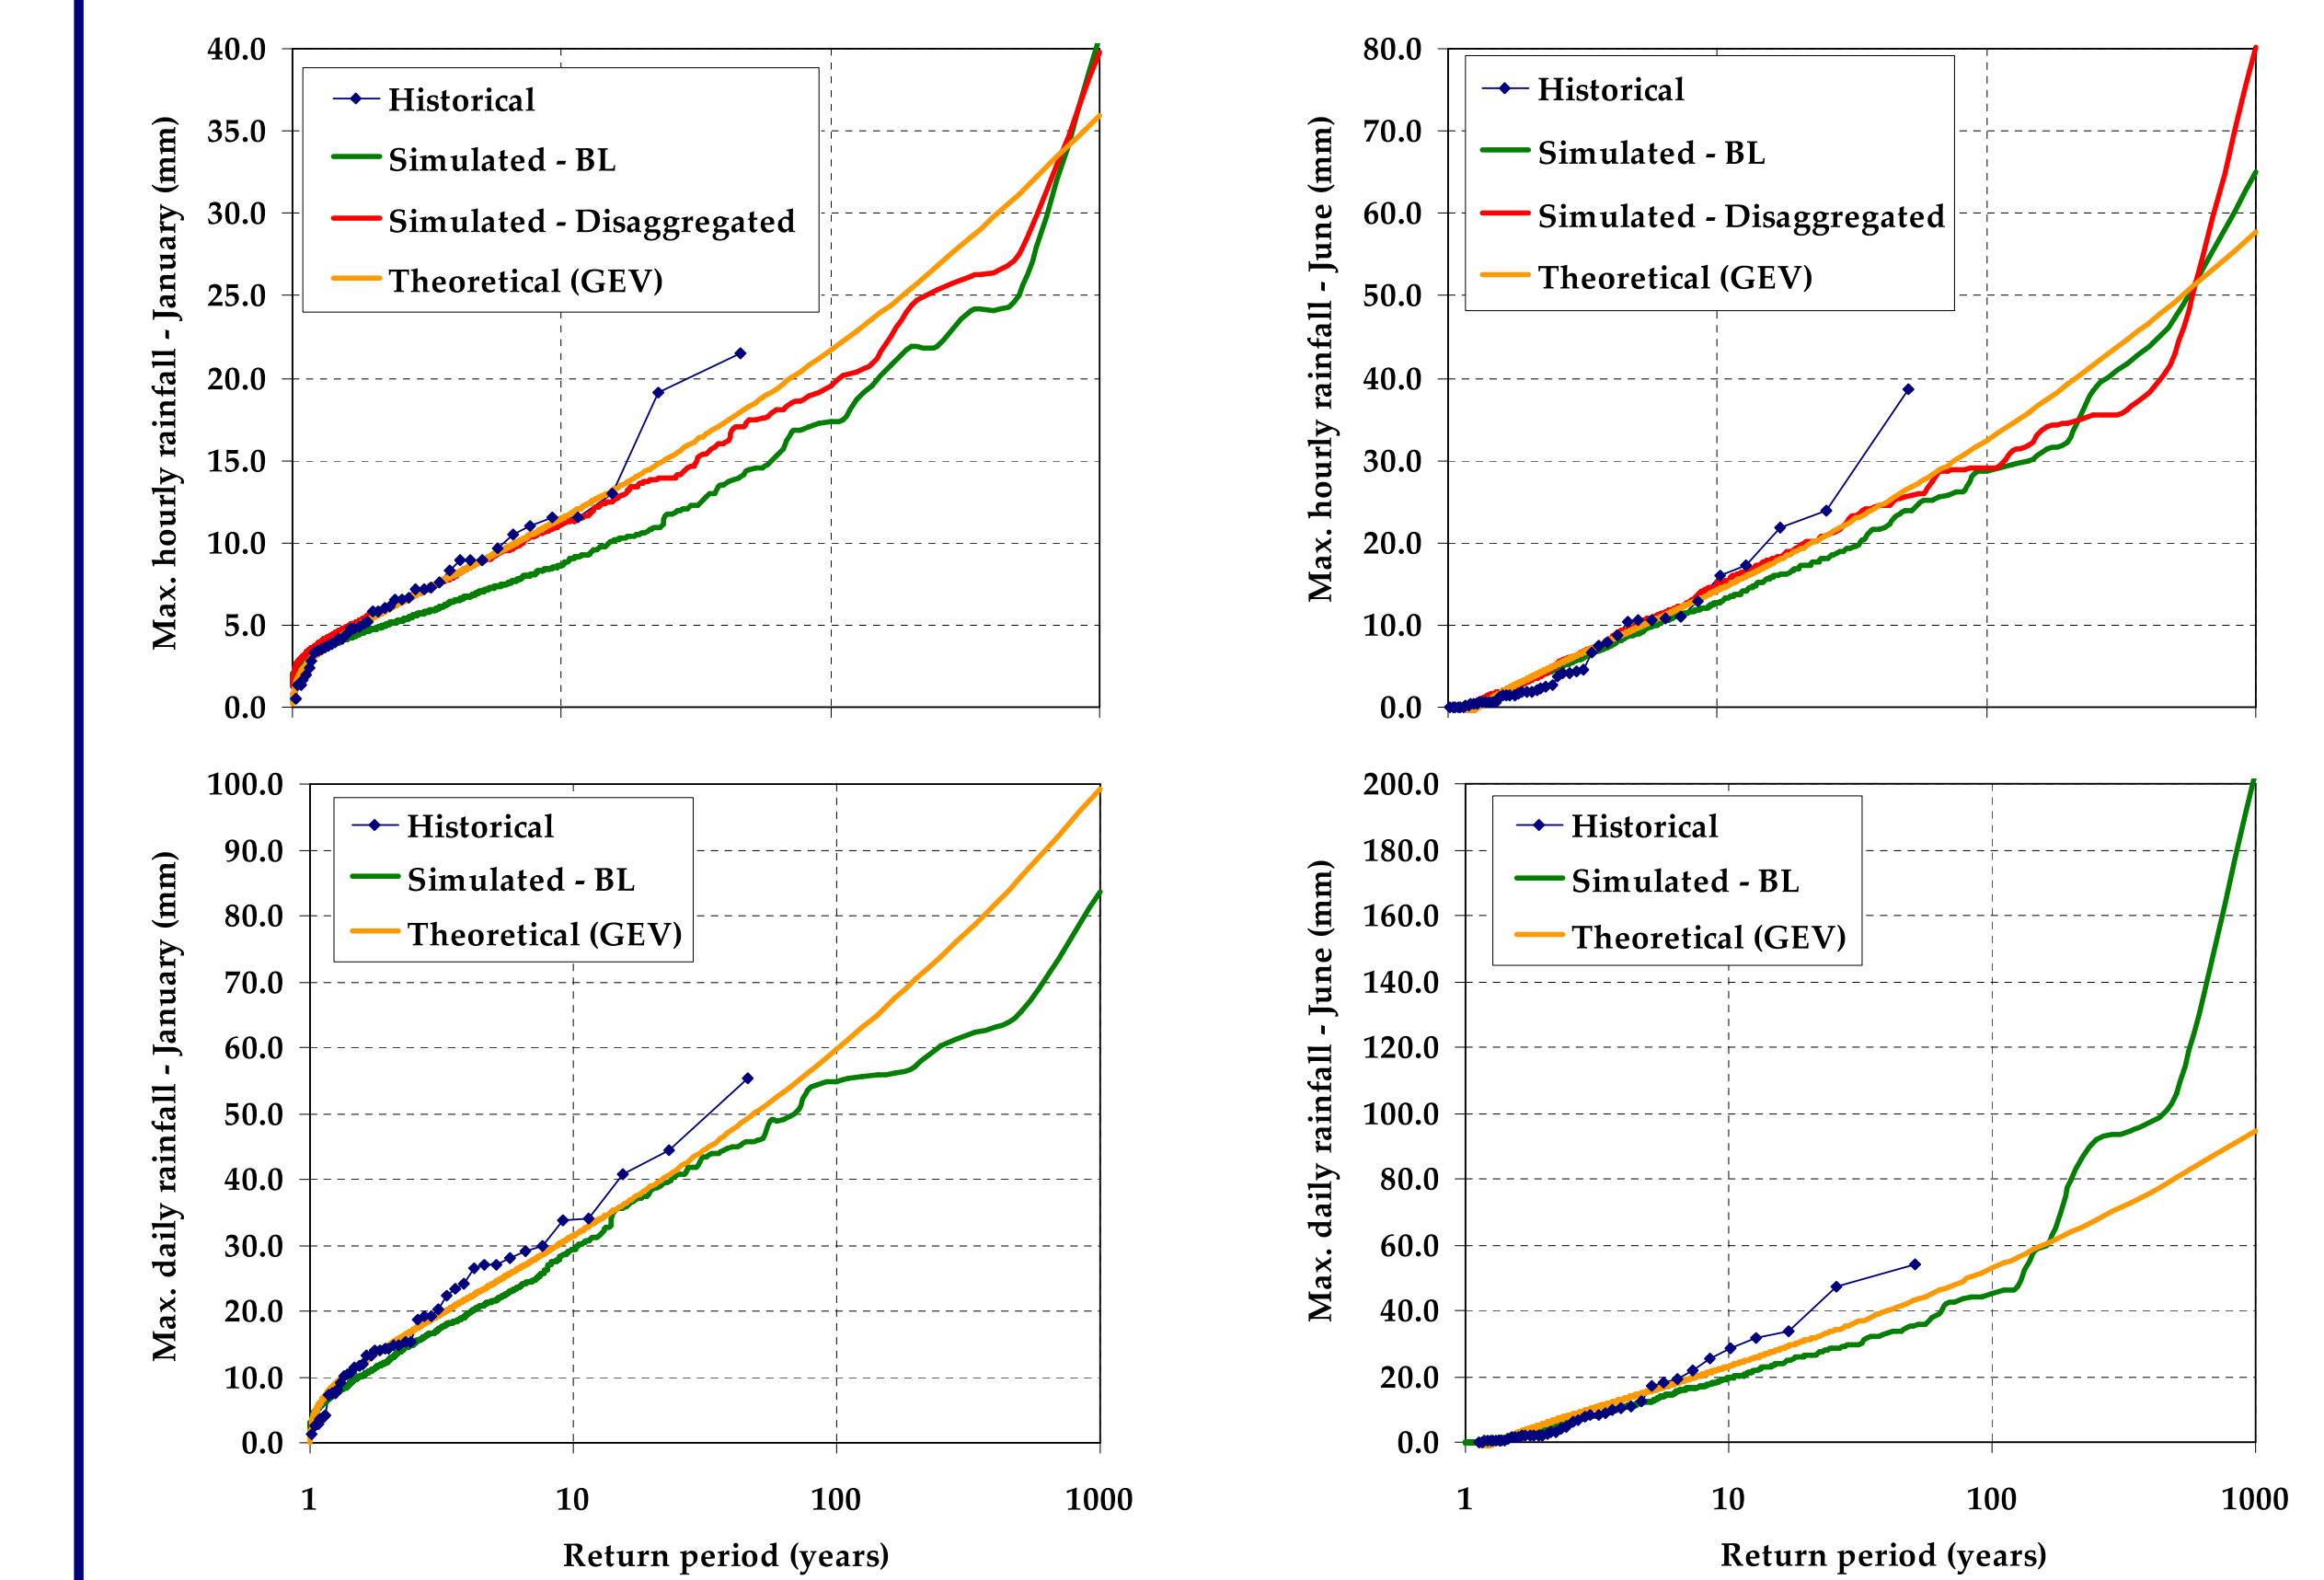 Max. hourly rainfall - January (mm)
40.0
35.0
30.0
25.0
20.0
15.0
10.0
5.0
0.0
Historical
Simulated - BL
Simulated - Disaggregated
Theoretical (GEV)
Max. hourly rainfall - June (mm)
80.0
70.0
60.0
50.0
40.0
30.0
20.0
10.0
0.0
Historical
Simulated - BL
Simulated - Disaggregated
Theoretical (GEV)
Max. daily rainfall - January (mm)
100.0
90.0
80.0
70.0
60.0
50.0
40.0
30.0
20.0
10.0
0.0
Historical
Simulated - BL
Theoretical (GEV)
1 10 100 1000
Return period (years)
Max. daily rainfall - June (mm)
200.0
180.0
160.0
140.0
120.0
100.0
80.0
60.0
40.0
20.0
0.0
Historical
Simulated - BL
Theoretical (GEV)
1 10 100 1000
Return period (years)